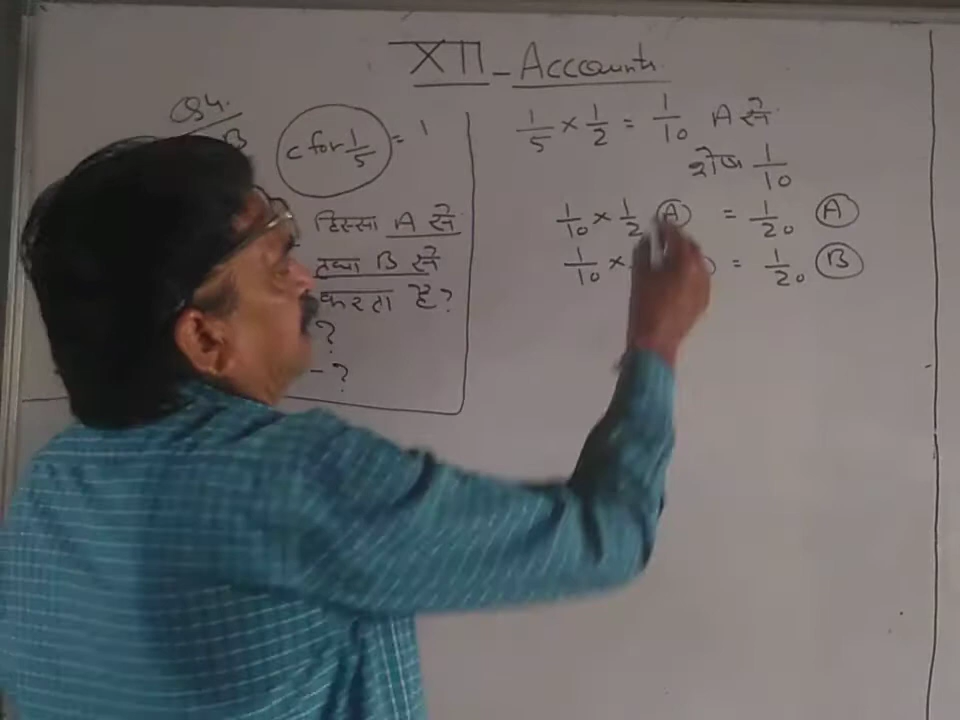 XII - Accounts
Q4.
B
C for 1/5 = 1
हिस्सा A से
तथा B से
करता है?
?
- ?
1/5 × 1/2 = 1/10 A से
शेष 1/10
1/10 × 1/2 A = 1/20 A
1/10 × = 1/20 B